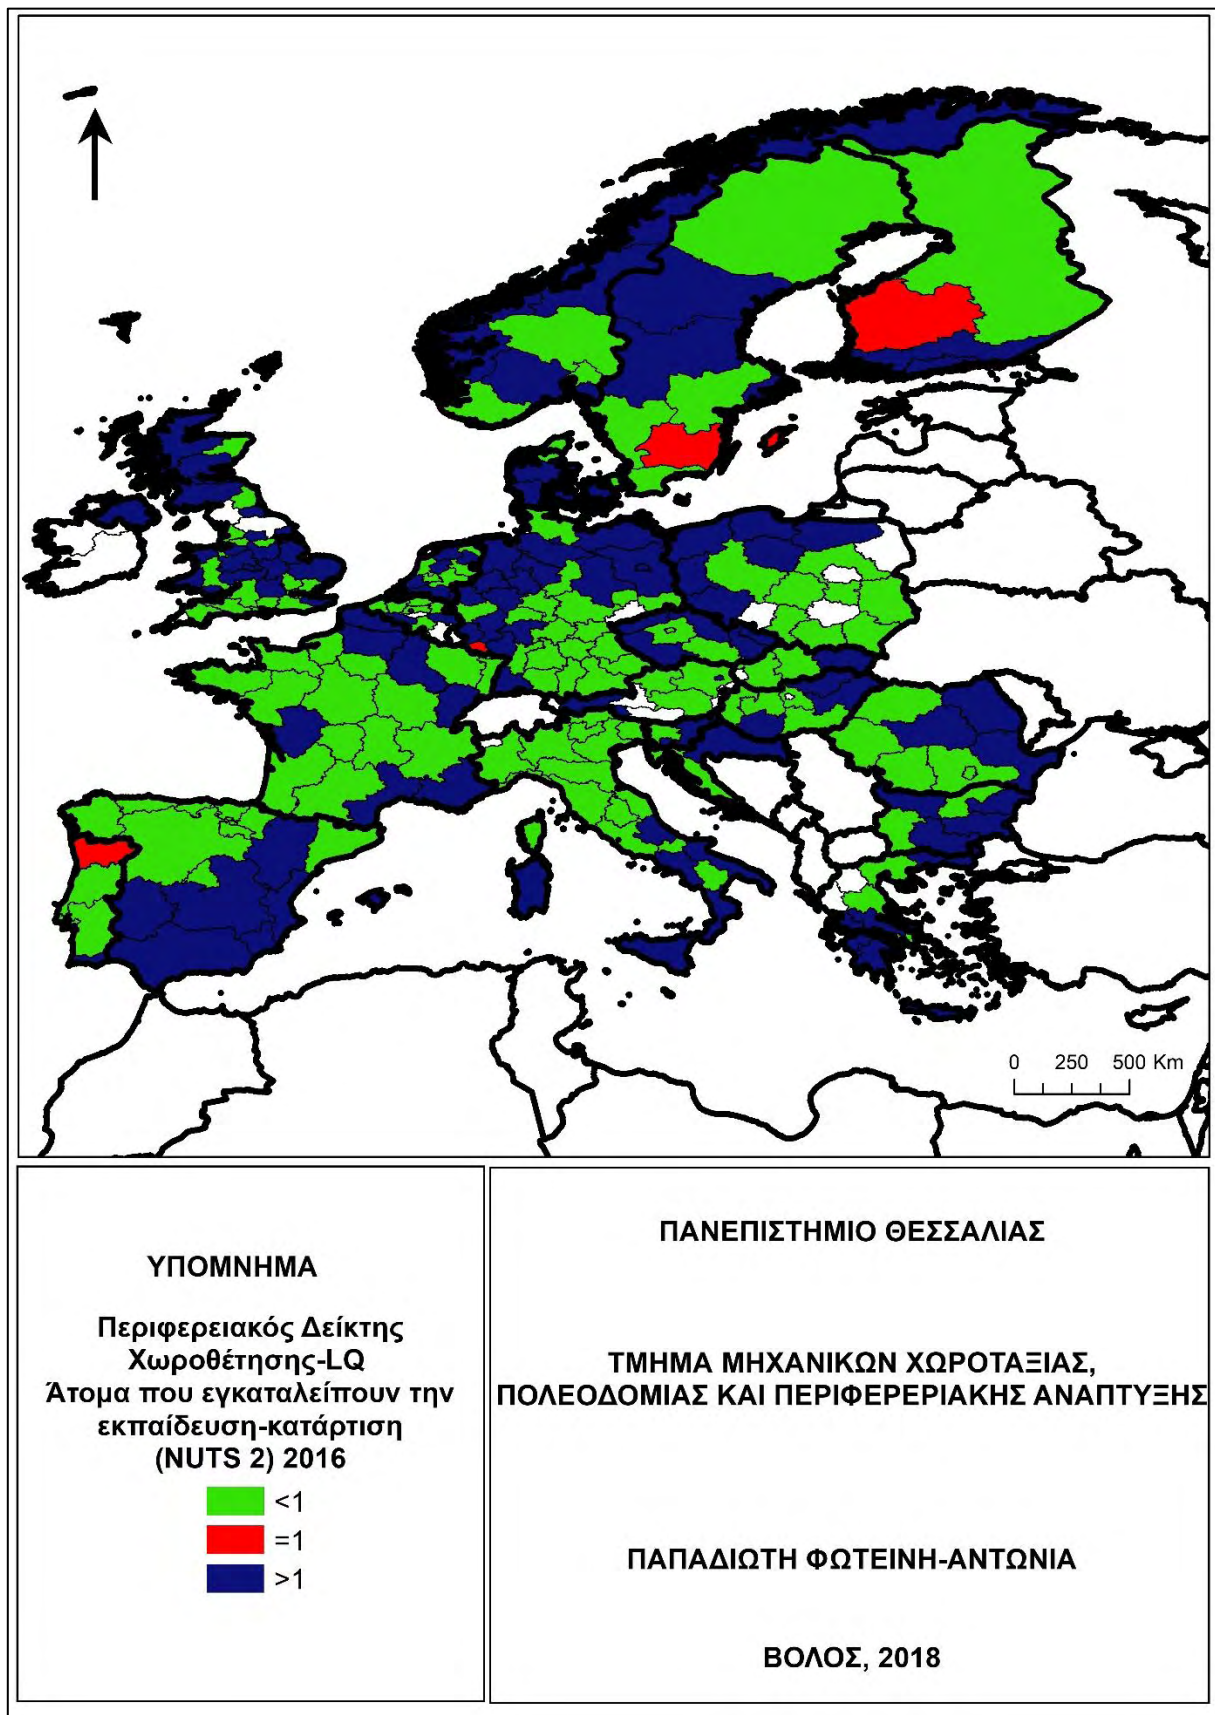 0 250 500 Km
ΥΠΟΜΝΗΜΑ
Περιφερειακός Δείκτης
Χωροθέτησης-LQ
Άτομα που εγκαταλείπουν την
εκπαίδευση-κατάρτιση
(NUTS 2) 2016
<1
=1
>1
ΠΑΝΕΠΙΣΤΗΜΙΟ ΘΕΣΣΑΛΙΑΣ
ΤΜΗΜΑ ΜΗΧΑΝΙΚΩΝ ΧΩΡΟΤΑΞΙΑΣ,
ΠΟΛΕΟΔΟΜΙΑΣ ΚΑΙ ΠΕΡΙΦΕΡΕΡΙΑΚΗΣ ΑΝΑΠΤΥΞΗΣ
ΠΑΠΑΔΙΩΤΗ ΦΩΤΕΙΝΗ-ΑΝΤΩΝΙΑ
ΒΟΛΟΣ, 2018